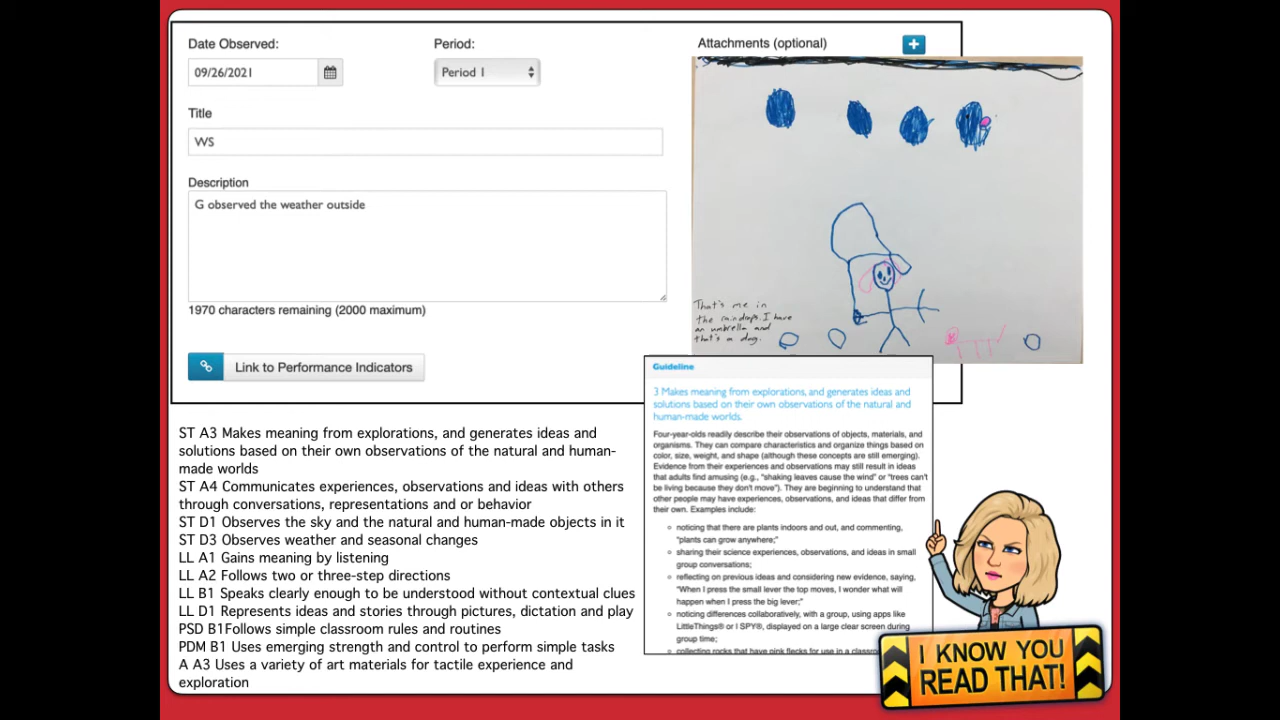 Date Observed:
Period:
Attachments (optional)
09/26/2021
Period 1
Title
WS
Description
G observed the weather outside
1970 characters remaining (2000 maximum)
Link to Performance Indicators
That's me in
the raindrops. I have
an umbrella and
that's a dog.
Guideline
3 Makes meaning from explorations, and generates ideas and
solutions based on their own observations of the natural and
human-made worlds.
Four-year-olds readily describe their observations of objects, materials, and
organisms. They can compare characteristics and organize things based on
color, size, weight, and shape (although these concepts are still emerging).
Evidence from their experiences and observations may still result in ideas
that adults find amusing (e.g., "shaking leaves cause the wind" or "trees can't
be living because they don't move"). They are beginning to understand that
other people may have experiences, observations, and ideas that differ from
their own. Examples include:
noticing that there are plants indoors and out, and commenting,
"plants can grow anywhere;"
sharing their science experiences, observations, and ideas in small
group conversations;
reflecting on previous ideas and considering new evidence, saying,
"When I press the small lever the top moves, I wonder what will
happen when I press the big lever;"
noticing differences collaboratively, with a group, using apps like
LittleThings® or I SPY®, displayed on a large clear screen during
group time;
collecting rocks that have pink flecks for use in a classroom
ST A3 Makes meaning from explorations, and generates ideas and
solutions based on their own observations of the natural and human-
made worlds
ST A4 Communicates experiences, observations and ideas with others
through conversations, representations and or behavior
ST D1 Observes the sky and the natural and human-made objects in it
ST D3 Observes weather and seasonal changes
LL A1 Gains meaning by listening
LL A2 Follows two or three-step directions
LL B1 Speaks clearly enough to be understood without contextual clues
LL D1 Represents ideas and stories through pictures, dictation and play
PSD B1Follows simple classroom rules and routines
PDM B1 Uses emerging strength and control to perform simple tasks
A A3 Uses a variety of art materials for tactile experience and
exploration
I KNOW YOU
READ THAT!